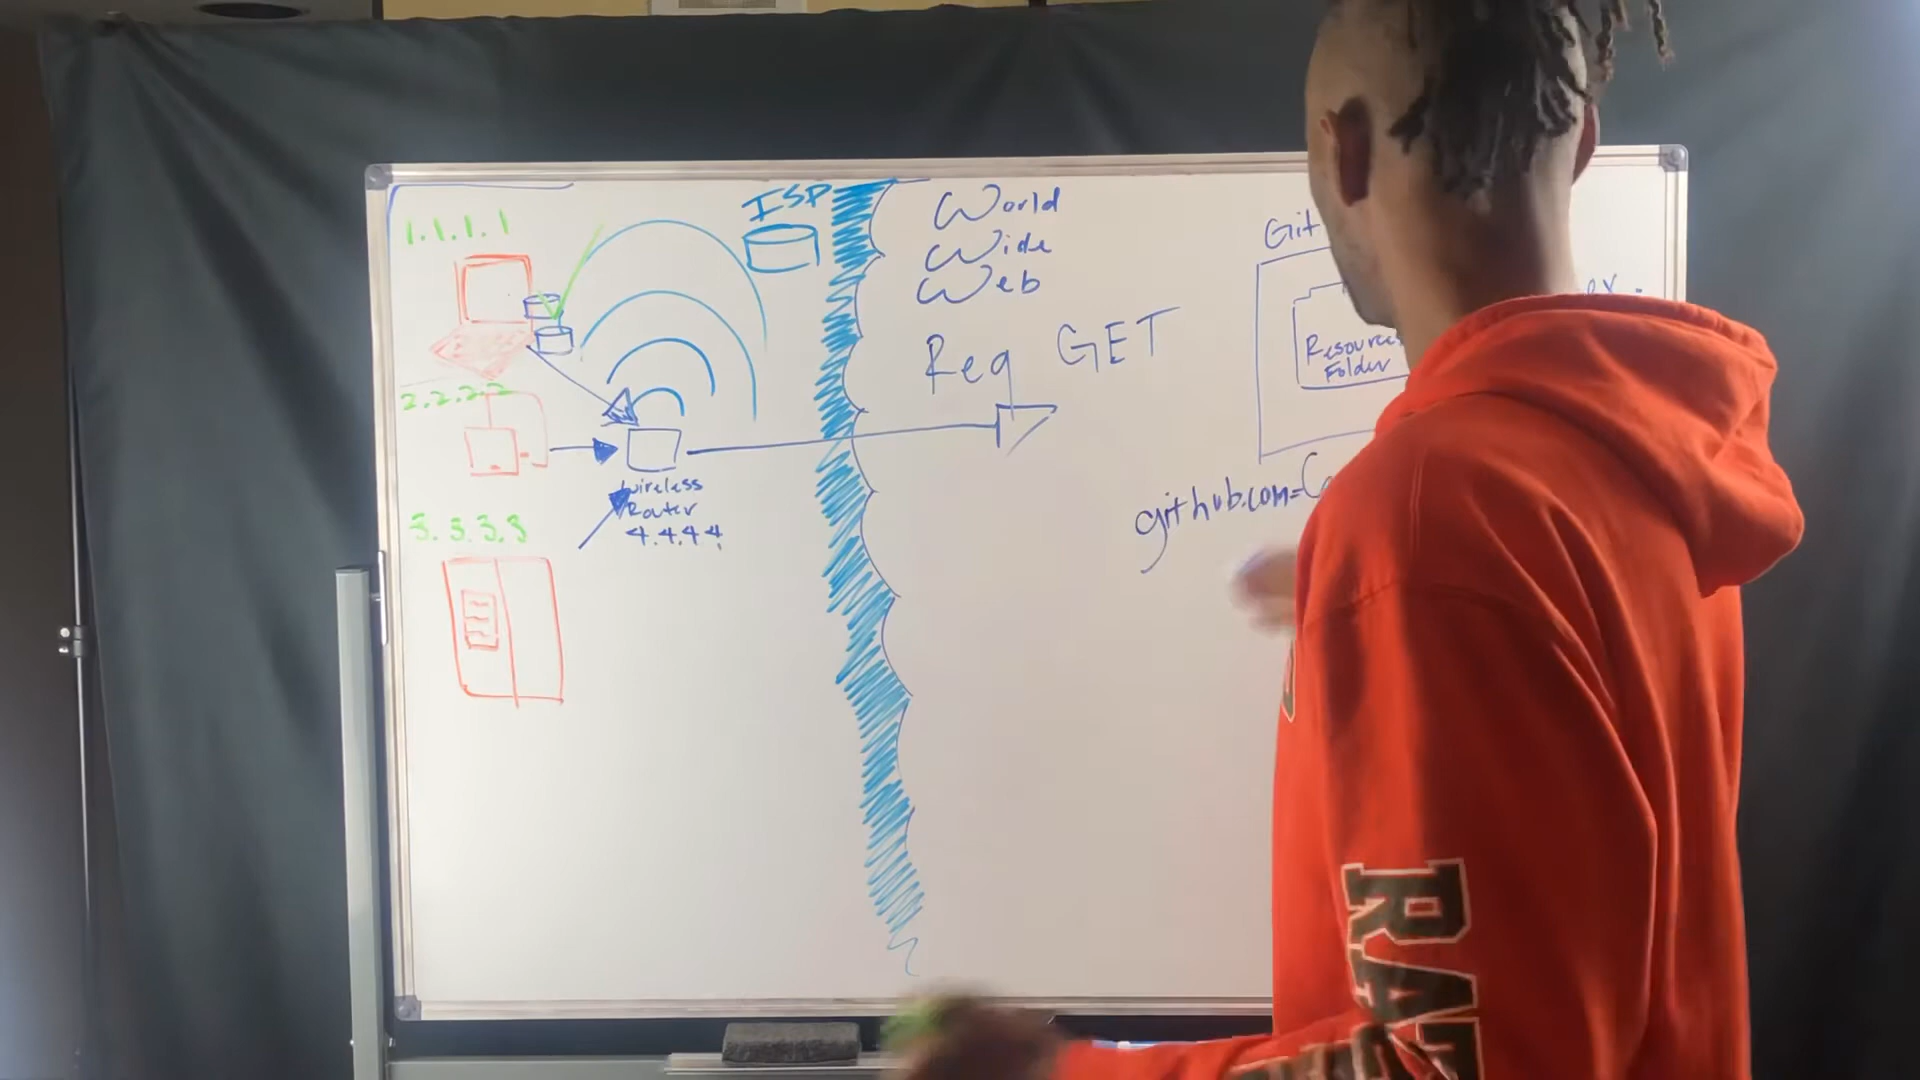 1.1.1.1
ISP
World
Wide
Web
Req GET
Git
Resources
Folder
2.2.2.2
Wireless
Router
4.4.4.4
github.com=
3.3.3.3